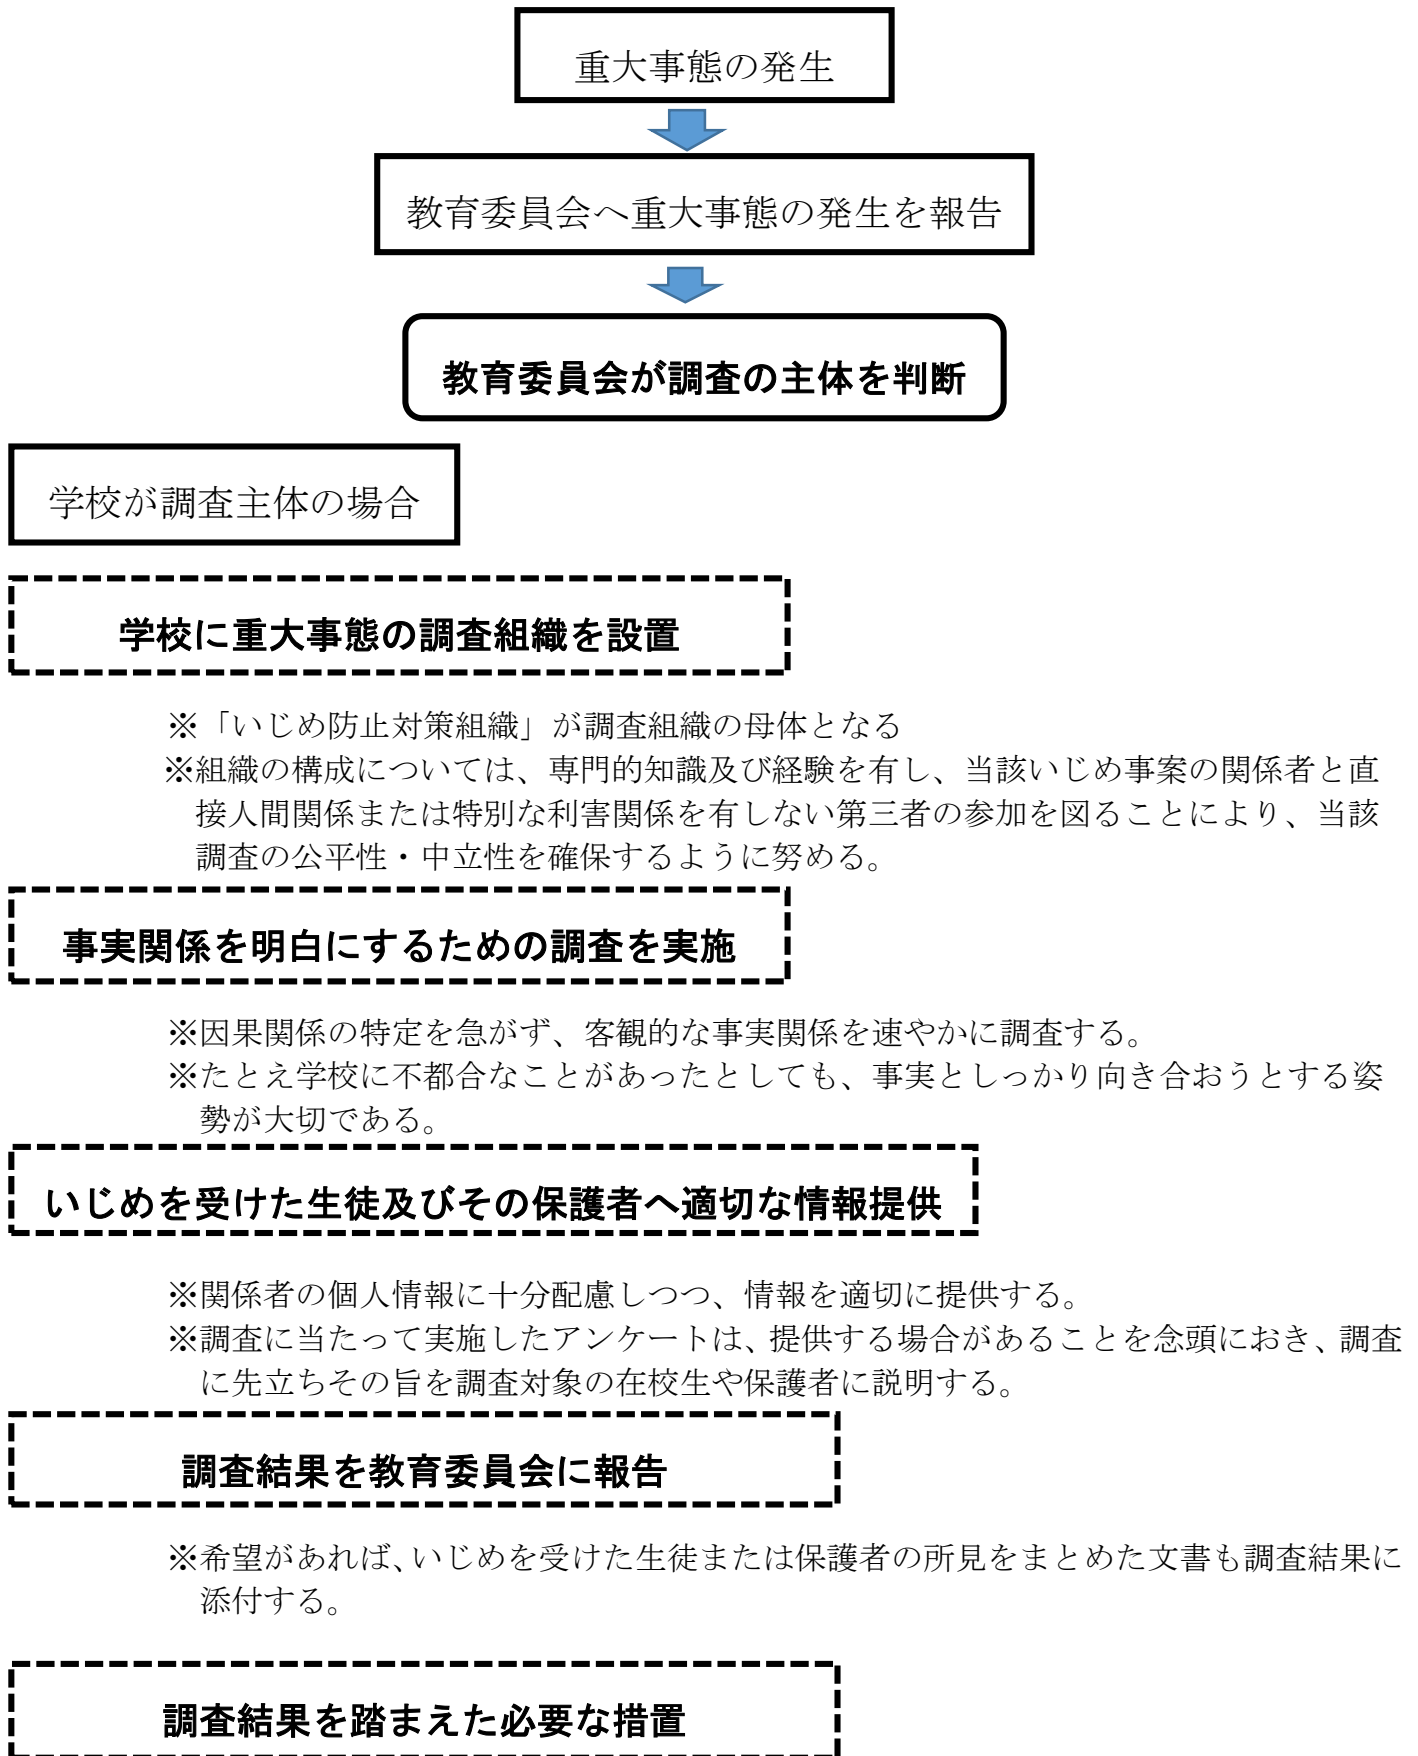 重大事態の発生
教育委員会へ重大事態の発生を報告
教育委員会が調査の主体を判断
学校が調査主体の場合
学校に重大事態の調査組織を設置
※「いじめ防止対策組織」が調査組織の母体となる
※組織の構成については、専門的知識及び経験を有し、当該いじめ事案の関係者と直
接人間関係または特別な利害関係を有しない第三者の参加を図ることにより、当該
調査の公平性・中立性を確保するように努める。
事実関係を明白にするための調査を実施
※因果関係の特定を急がず、客観的な事実関係を速やかに調査する。
※たとえ学校に不都合なことがあったとしても、事実としっかり向き合おうとする姿
勢が大切である。
いじめを受けた生徒及びその保護者へ適切な情報提供
※関係者の個人情報に十分配慮しつつ、情報を適切に提供する。
※調査に当たって実施したアンケートは、提供する場合があることを念頭におき、調査
に先立ちその旨を調査対象の在校生や保護者に説明する。
調査結果を教育委員会に報告
※希望があれば、いじめを受けた生徒または保護者の所見をまとめた文書も調査結果に
添付する。
調査結果を踏まえた必要な措置